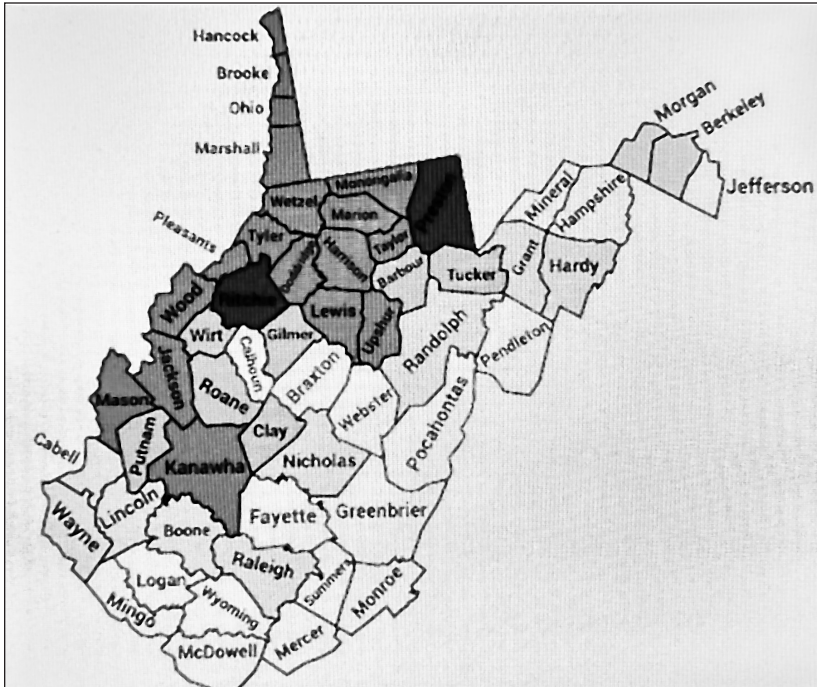 Hancock
Brooke
Ohio
Marshall
Morgan
Berkeley
Jefferson
Mineral
Hampshire
Monongalia
Wetzel
Marion
Preston
Pleasants
Tyler
Doddridge
Harrison
Taylor
Barbour
Tucker
Grant
Hardy
Wood
Ritchie
Lewis
Upshur
Randolph
Pendleton
Wirt
Calhoun
Gilmer
Jackson
Roane
Braxton
Webster
Pocahontas
Mason
Putnam
Clay
Cabell
Kanawha
Nicholas
Wayne
Lincoln
Boone
Fayette
Greenbrier
Raleigh
Logan
Summers
Monroe
Mingo
Wyoming
Mercer
McDowell